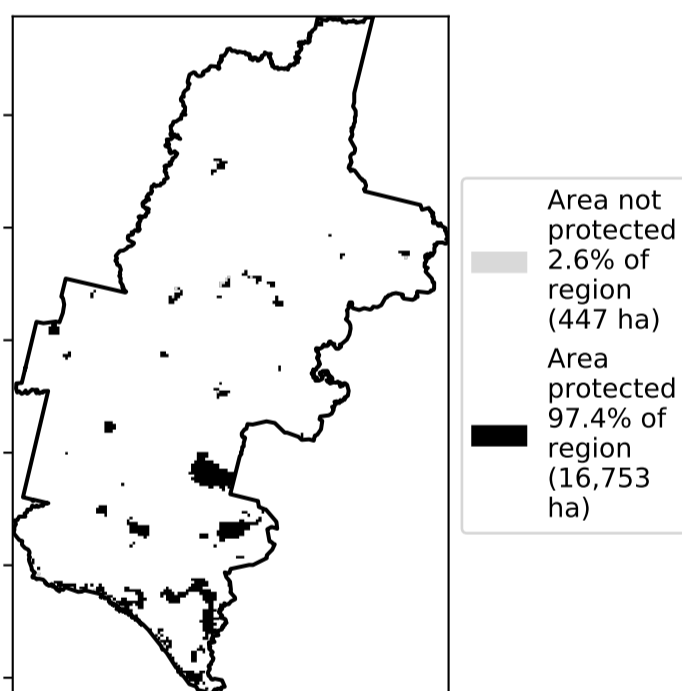 Area not
protected
2.6% of
region
(447 ha)
Area
protected
97.4% of
region
(16,753
ha)